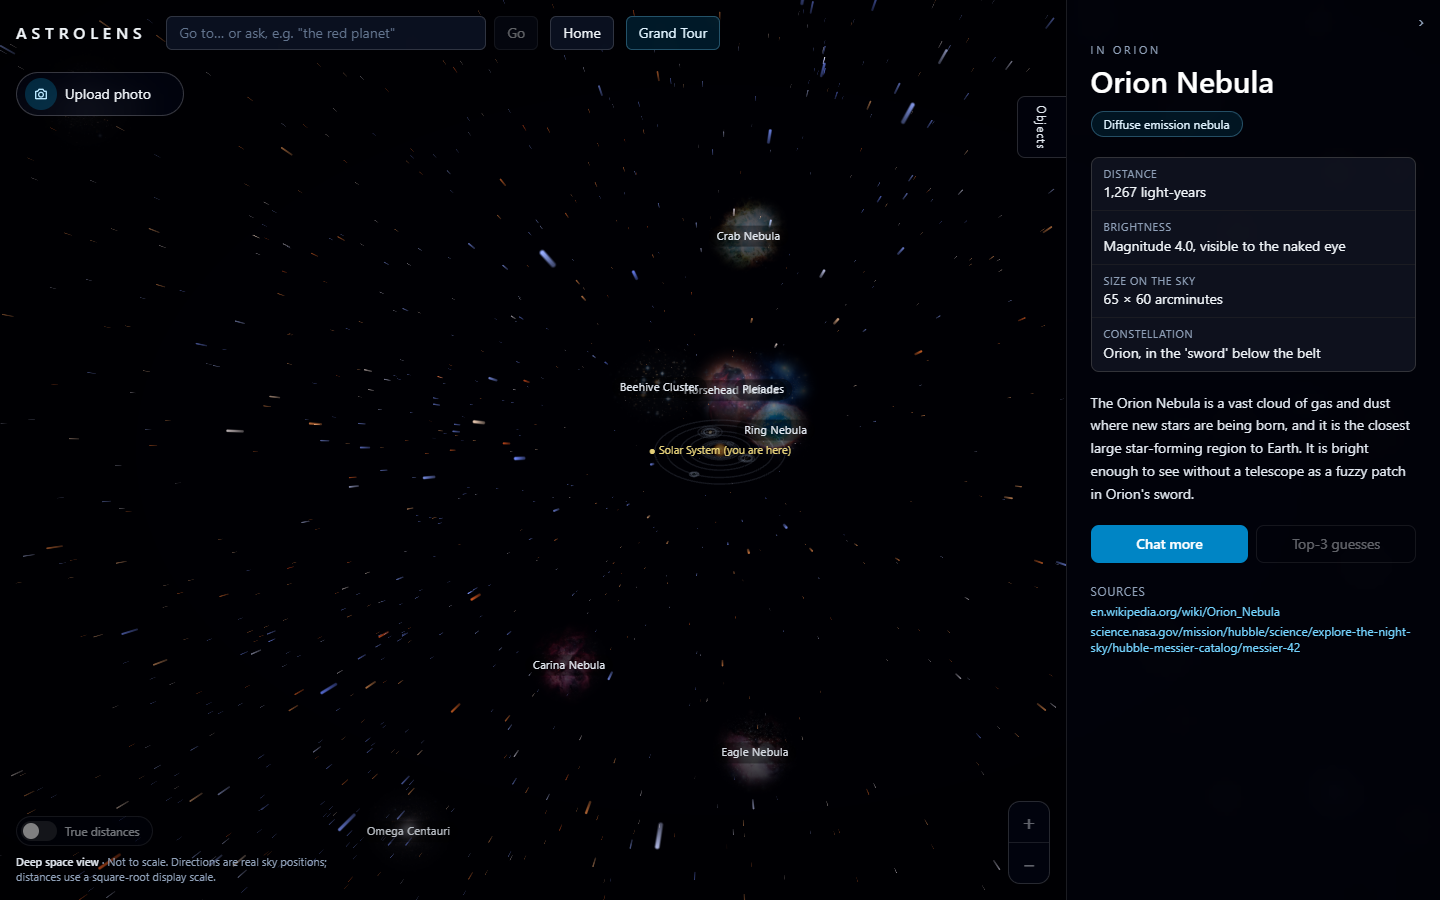 ASTROLENS
Go to... or ask, e.g. "the red planet"
Go
Home
Grand Tour
Upload photo
Objects
Crab Nebula
Beehive Cluster
Horsehead
Pleiades
Ring Nebula
Solar System (you are here)
Carina Nebula
Eagle Nebula
Omega Centauri
True distances
Deep space view · Not to scale. Directions are real sky positions;
distances use a square-root display scale.
+
−
›
IN ORION
Orion Nebula
Diffuse emission nebula
DISTANCE
1,267 light-years
BRIGHTNESS
Magnitude 4.0, visible to the naked eye
SIZE ON THE SKY
65 × 60 arcminutes
CONSTELLATION
Orion, in the 'sword' below the belt
The Orion Nebula is a vast cloud of gas and dust
where new stars are being born, and it is the closest
large star-forming region to Earth. It is bright
enough to see without a telescope as a fuzzy patch
in Orion's sword.
Chat more
Top-3 guesses
SOURCES
en.wikipedia.org/wiki/Orion_Nebula
science.nasa.gov/mission/hubble/science/explore-the-night-
sky/hubble-messier-catalog/messier-42